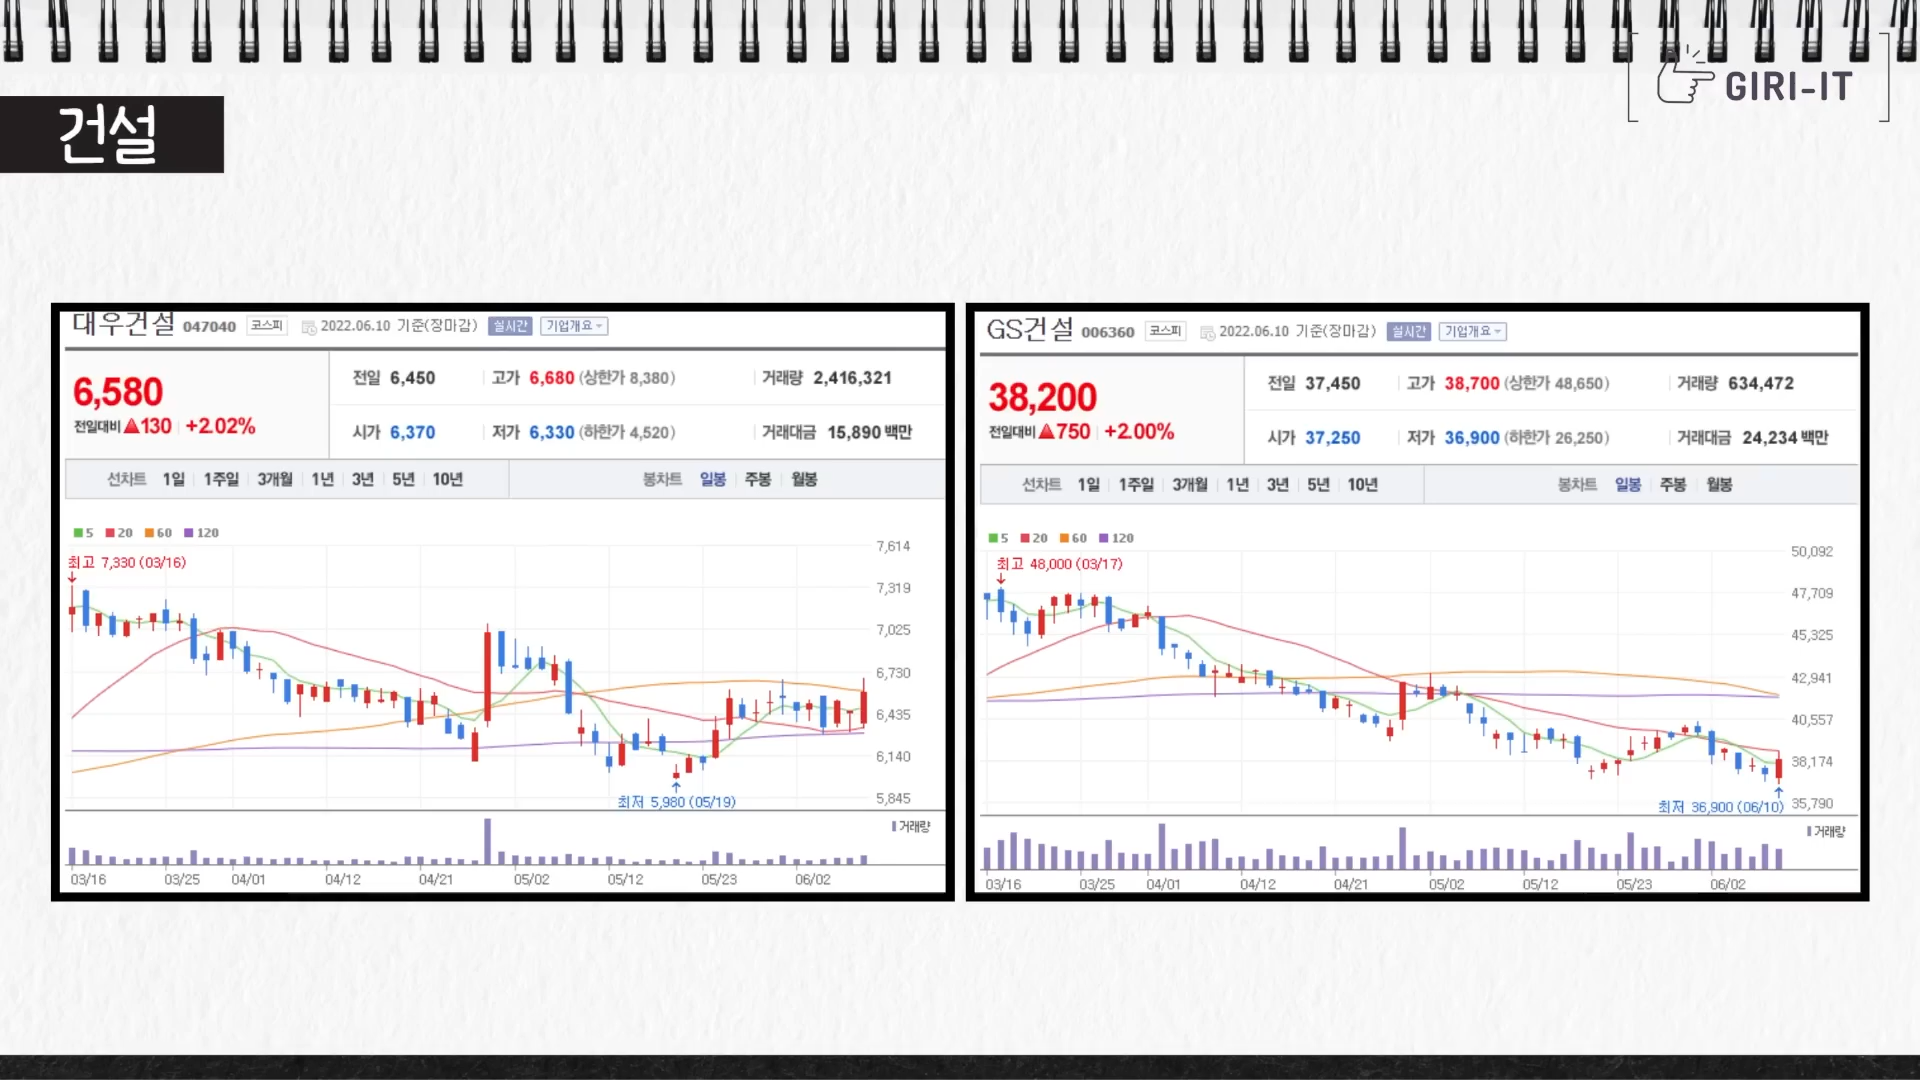 GIRI-IT
건설
대우건설 047040 코스피 2022.06.10 기준(장마감) 실시간 기업개요
6,580
전일대비 ▲130 +2.02%
전일 6,450 고가 6,680 (상한가 8,380) 거래량 2,416,321
시가 6,370 저가 6,330 (하한가 4,520) 거래대금 15,890 백만
선차트 1일 1주일 3개월 1년 3년 5년 10년 봉차트 일봉 주봉 월봉
5 20 60 120
최고 7,330 (03/16)
7,614
7,319
7,025
6,730
6,435
6,140
5,845
최저 5,980 (05/19)
거래량
03/16 03/25 04/01 04/12 04/21 05/02 05/12 05/23 06/02
GS건설 006360 코스피 2022.06.10 기준(장마감) 실시간 기업개요
38,200
전일대비 ▲750 +2.00%
전일 37,450 고가 38,700 (상한가 48,650) 거래량 634,472
시가 37,250 저가 36,900 (하한가 26,250) 거래대금 24,234 백만
선차트 1일 1주일 3개월 1년 3년 5년 10년 봉차트 일봉 주봉 월봉
5 20 60 120
최고 48,000 (03/17)
50,092
47,709
45,325
42,941
40,557
38,174
35,790
최저 36,900 (06/10)
거래량
03/16 03/25 04/01 04/12 04/21 05/02 05/12 05/23 06/02